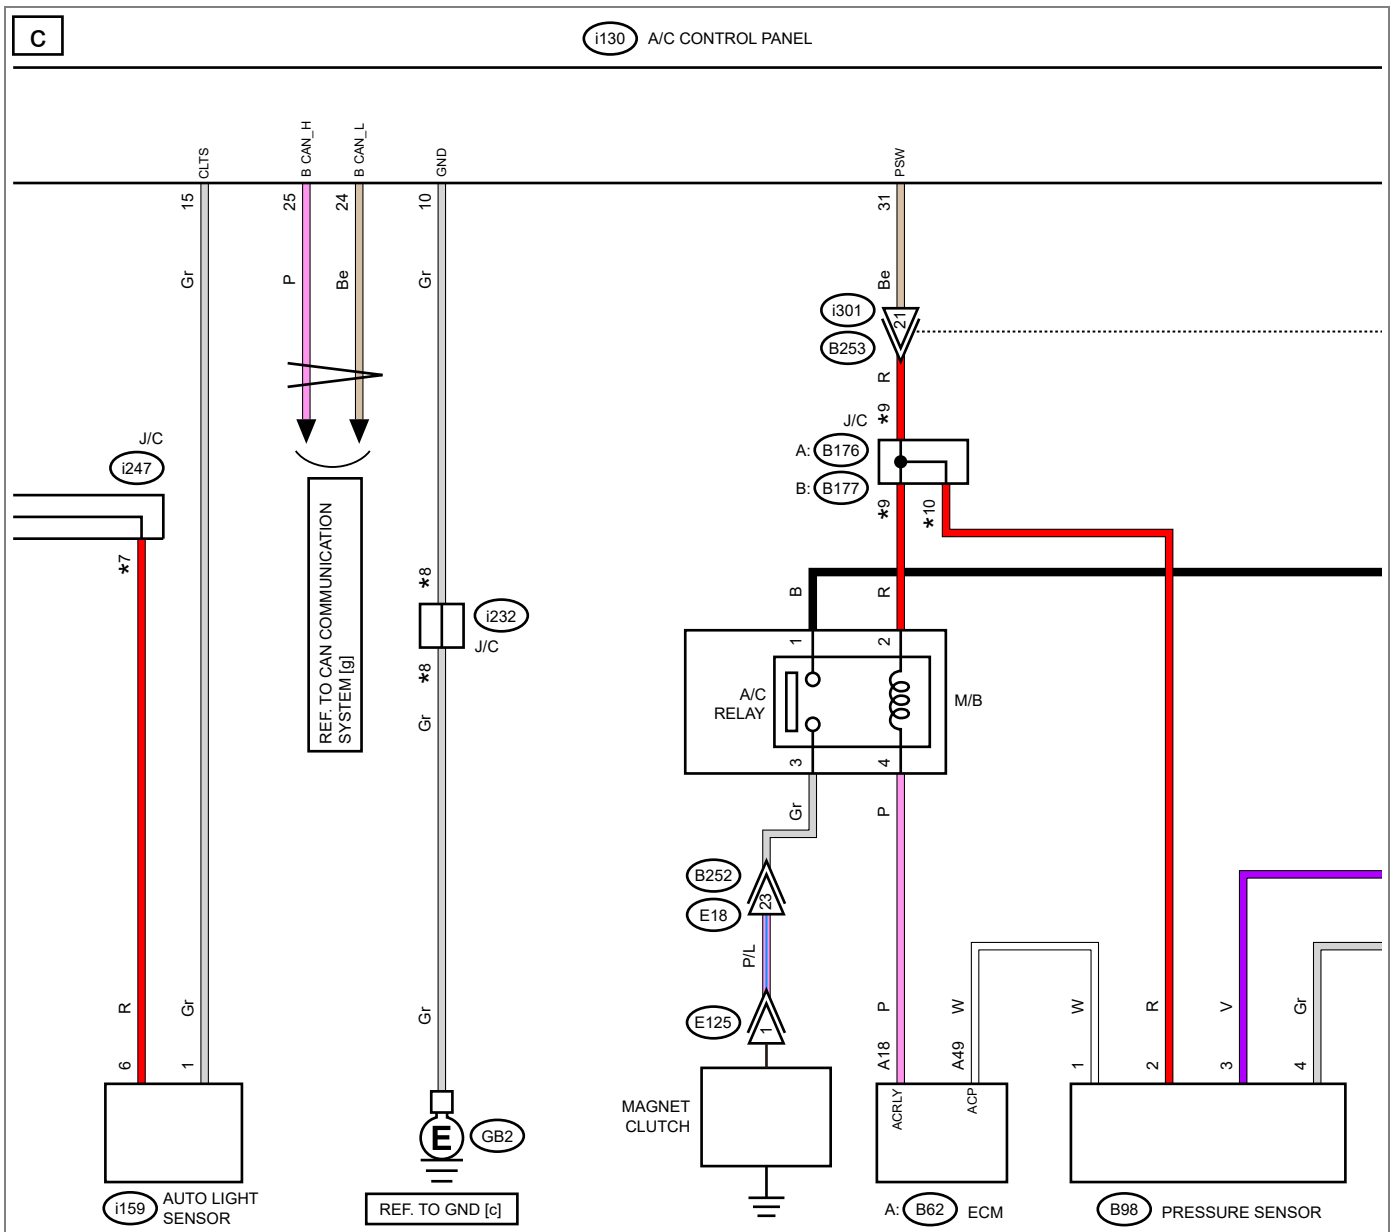 C
i130 A/C CONTROL PANEL
CLTS
B CAN_H
B CAN_L
GND
PSW
15
25
24
10
31
Gr
P
Be
Gr
Be
i301
21
B253
R
*9
J/C
A: B176
B: B177
*9
*10
J/C
i247
*7
REF. TO CAN COMMUNICATION
SYSTEM [g]
*8
i232
J/C
*8
Gr
B
R
1
2
A/C
RELAY
M/B
3
4
Gr
P
B252
23
E18
P/L
E125
1
R
Gr
Gr
P
W
W
R
V
Gr
6
1
A18
A49
1
2
3
4
MAGNET
CLUTCH
ACRLY
ACP
E
GB2
i159 AUTO LIGHT
SENSOR
REF. TO GND [c]
A: B62 ECM
B98 PRESSURE SENSOR